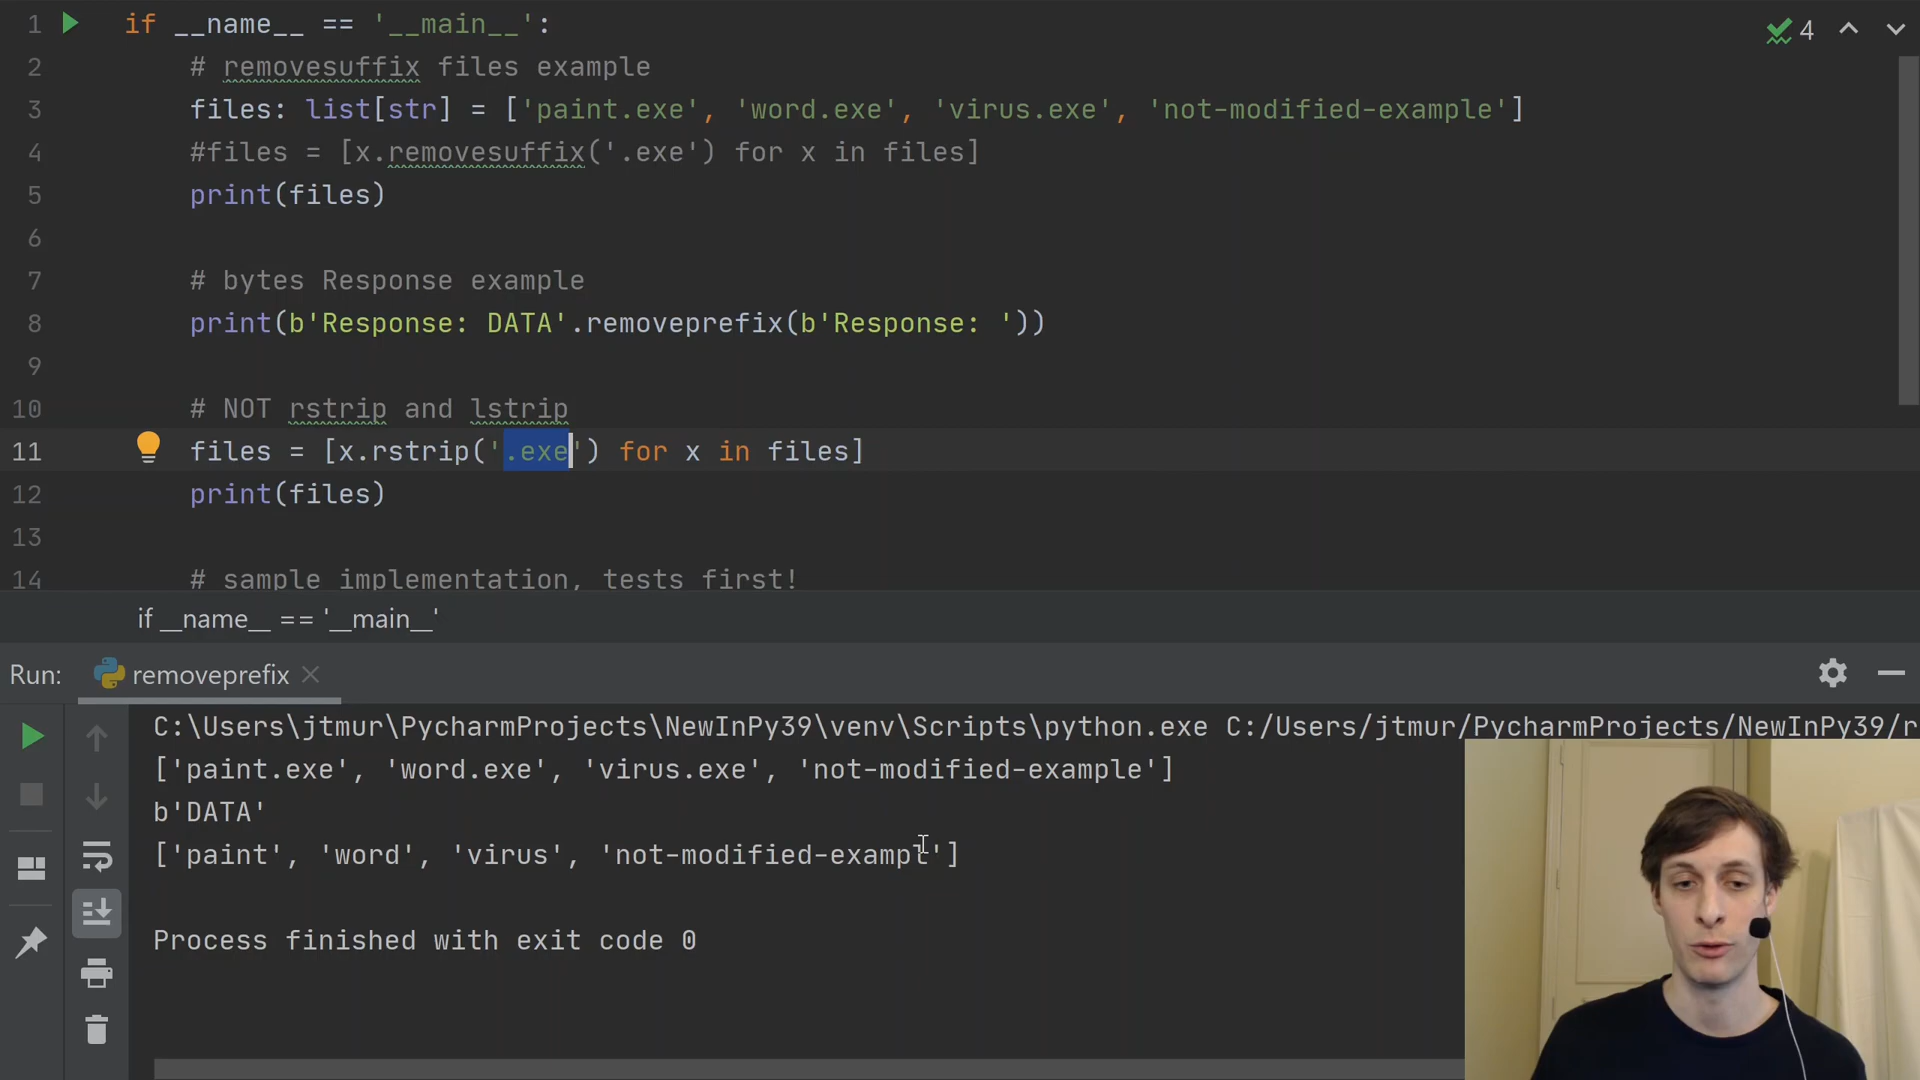 1 if __name__ == '__main__': 4
2 # removesuffix files example
3 files: list[str] = ['paint.exe', 'word.exe', 'virus.exe', 'not-modified-example']
4 #files = [x.removesuffix('.exe') for x in files]
5 print(files)
6
7 # bytes Response example
8 print(b'Response: DATA'.removeprefix(b'Response: '))
9
10 # NOT rstrip and lstrip
11 files = [x.rstrip('.exe') for x in files]
12 print(files)
13
14 # sample implementation, tests first!
if __name__ == '__main__'
Run: removeprefix
C:\Users\jtmur\PycharmProjects\NewInPy39\venv\Scripts\python.exe C:/Users/jtmur/PycharmProjects/NewInPy39/r
['paint.exe', 'word.exe', 'virus.exe', 'not-modified-example']
b'DATA'
['paint', 'word', 'virus', 'not-modified-exampl']
Process finished with exit code 0